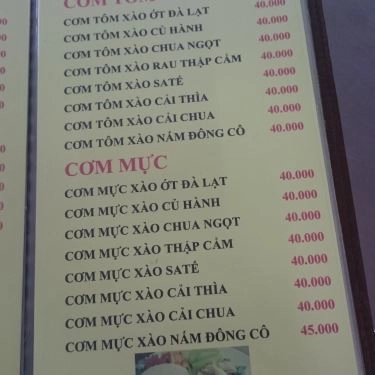 CƠM TÔM
CƠM TÔM XÀO ỚT ĐÀ LẠT 40.000
CƠM TÔM XÀO CỦ HÀNH 40.000
CƠM TÔM XÀO CHUA NGỌT 40.000
CƠM TÔM XÀO RAU THẬP CẨM 40.000
CƠM TÔM XÀO SATÉ 40.000
CƠM TÔM XÀO CẢI THÌA 40.000
CƠM TÔM XÀO CẢI CHUA 40.000
CƠM TÔM XÀO NẤM ĐÔNG CÔ 40.000
CƠM MỰC
CƠM MỰC XÀO ỚT ĐÀ LẠT 40.000
CƠM MỰC XÀO CỦ HÀNH 40.000
CƠM MỰC XÀO CHUA NGỌT 40.000
CƠM MỰC XÀO THẬP CẨM 40.000
CƠM MỰC XÀO SATÉ 40.000
CƠM MỰC XÀO CẢI THÌA 40.000
CƠM MỰC XÀO CẢI CHUA 40.000
CƠM MỰC XÀO NẤM ĐÔNG CÔ 45.000